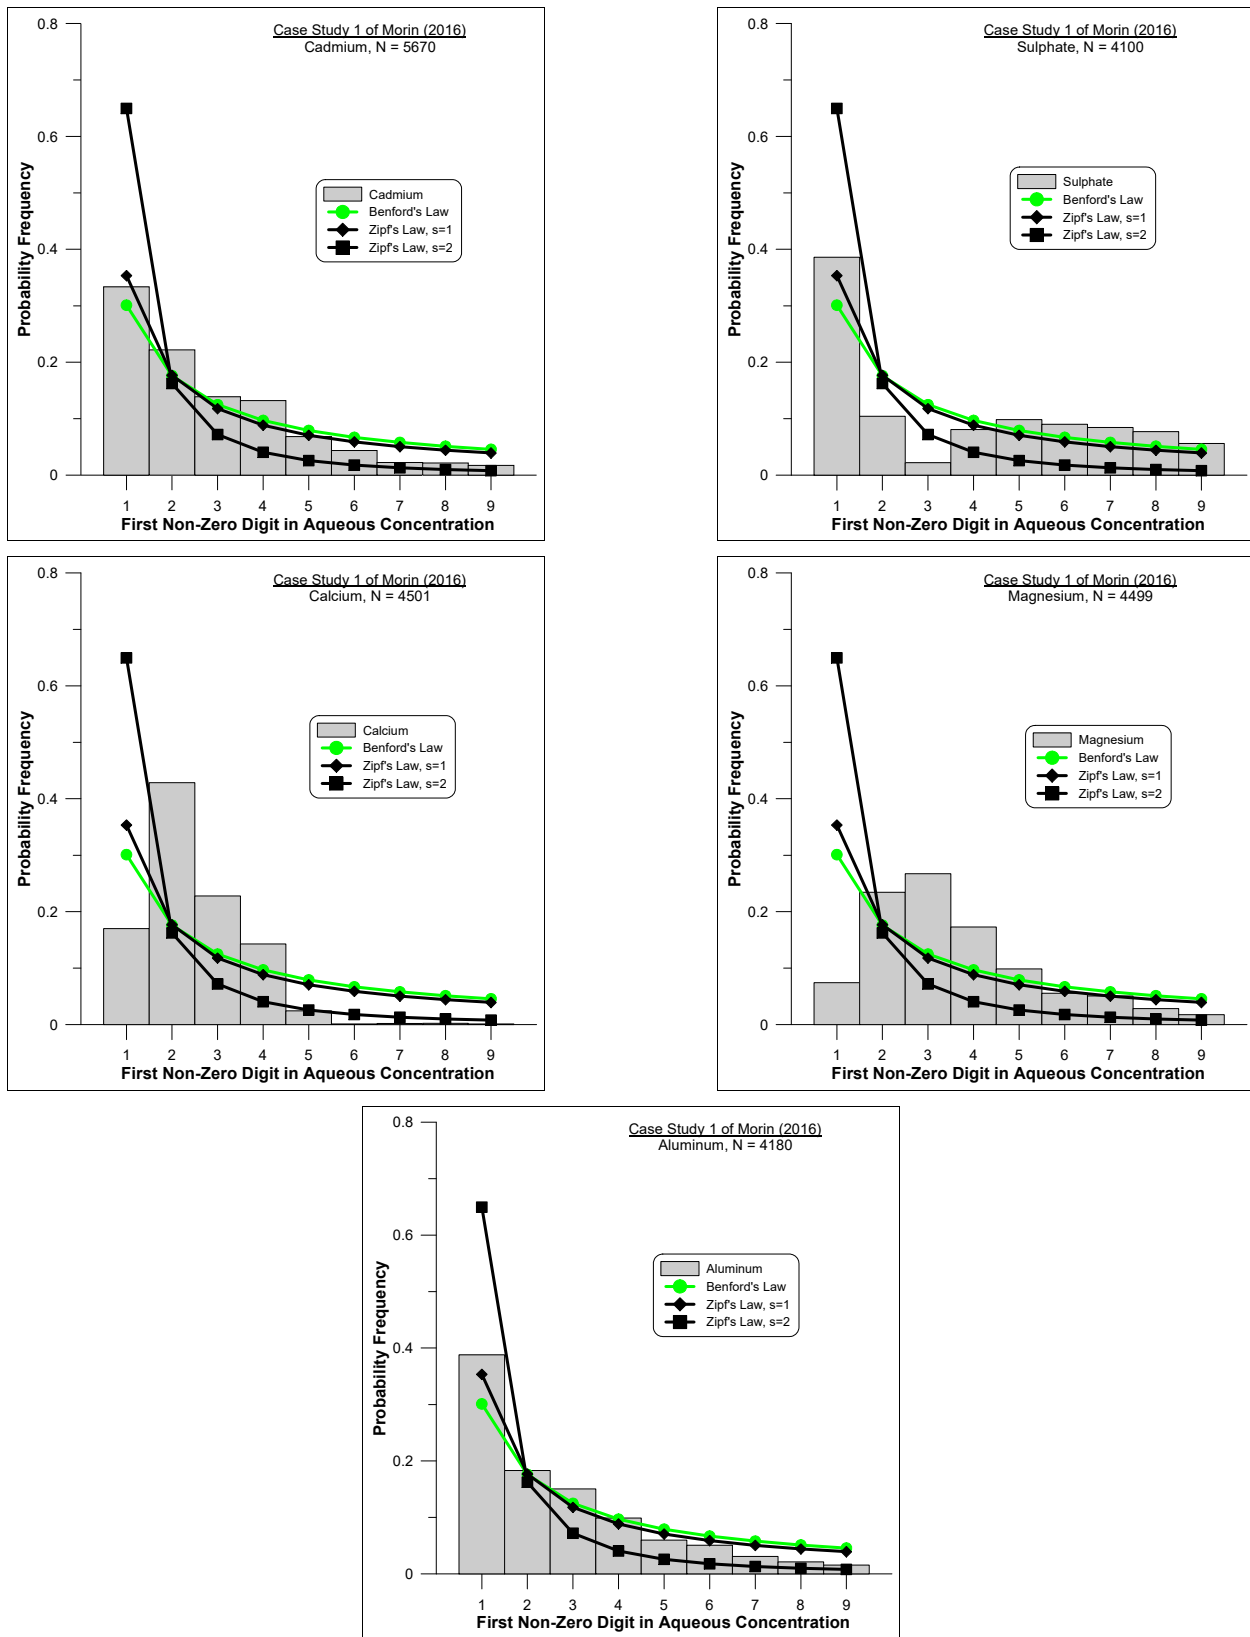 Case Study 1 of Morin (2016)
Cadmium, N = 5670
0.8
0.6
0.4
0.2
0
Probability Frequency
Cadmium
Benford's Law
Zipf's Law, s=1
Zipf's Law, s=2
1 2 3 4 5 6 7 8 9
First Non-Zero Digit in Aqueous Concentration
Case Study 1 of Morin (2016)
Sulphate, N = 4100
0.8
0.6
0.4
0.2
0
Probability Frequency
Sulphate
Benford's Law
Zipf's Law, s=1
Zipf's Law, s=2
1 2 3 4 5 6 7 8 9
First Non-Zero Digit in Aqueous Concentration
Case Study 1 of Morin (2016)
Calcium, N = 4501
0.8
0.6
0.4
0.2
0
Probability Frequency
Calcium
Benford's Law
Zipf's Law, s=1
Zipf's Law, s=2
1 2 3 4 5 6 7 8 9
First Non-Zero Digit in Aqueous Concentration
Case Study 1 of Morin (2016)
Magnesium, N = 4499
0.8
0.6
0.4
0.2
0
Probability Frequency
Magnesium
Benford's Law
Zipf's Law, s=1
Zipf's Law, s=2
1 2 3 4 5 6 7 8 9
First Non-Zero Digit in Aqueous Concentration
Case Study 1 of Morin (2016)
Aluminum, N = 4180
0.8
0.6
0.4
0.2
0
Probability Frequency
Aluminum
Benford's Law
Zipf's Law, s=1
Zipf's Law, s=2
1 2 3 4 5 6 7 8 9
First Non-Zero Digit in Aqueous Concentration